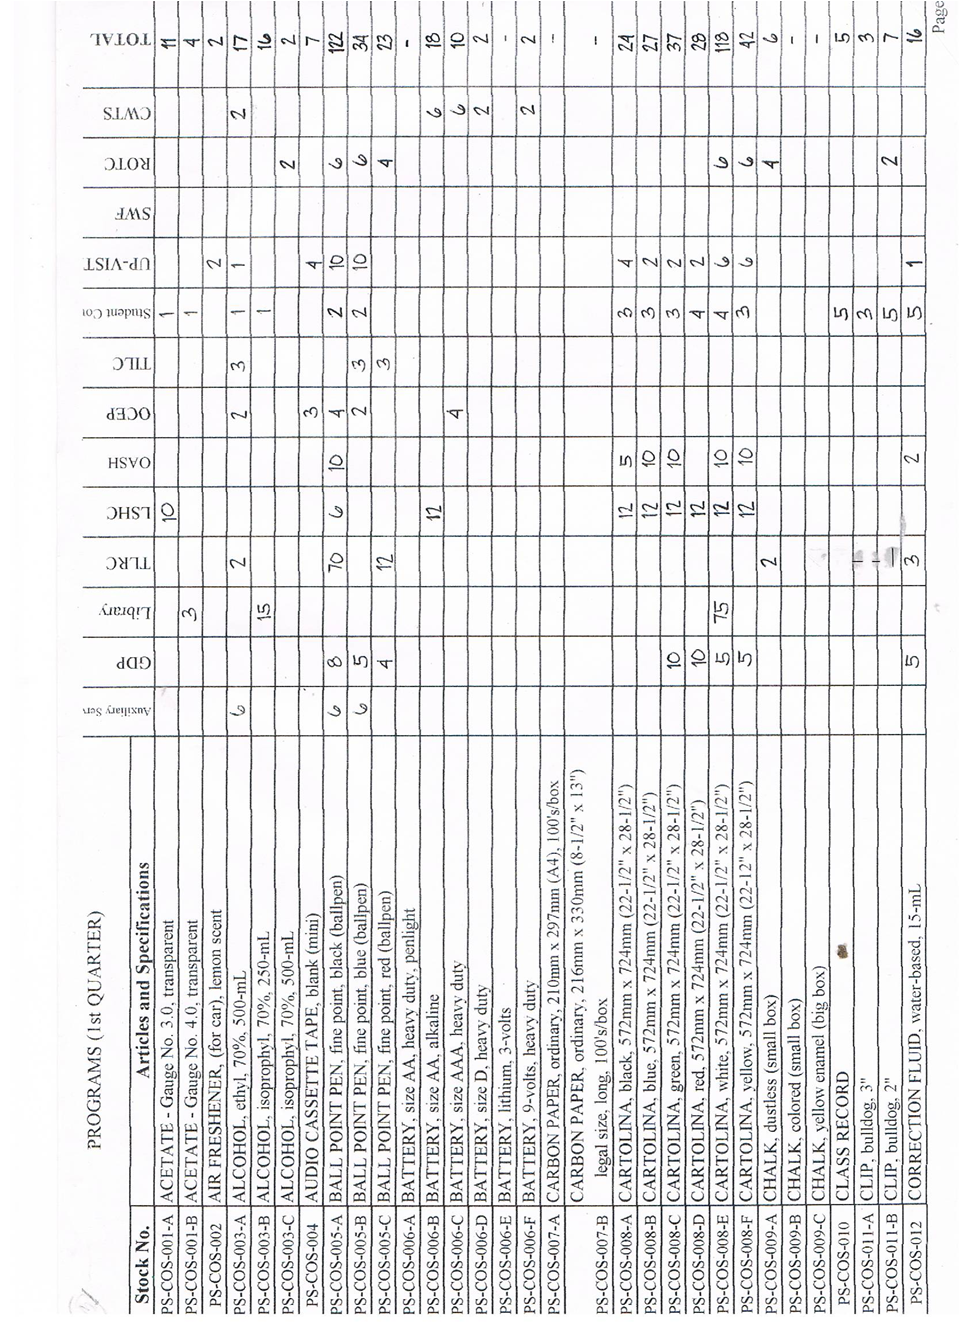 PROGRAMS (1st QUARTER)
Stock No. Articles and Specifications Auxiliary Ser GDP Library TLRC LSHC OASH OCEP TILC Student Cor UP-VIST SWF ROTC CWTS TOTAL
PS-COS-001-A ACETATE - Gauge No. 3.0, transparent 10 1 11
PS-COS-001-B ACETATE - Gauge No. 4.0, transparent 3 1 4
PS-COS-002 AIR FRESHENER, (for car), lemon scent 2 2
PS-COS-003-A ALCOHOL, ethyl, 70%, 500-mL 6 2 2 3 1 1 2 17
PS-COS-003-B ALCOHOL, isoprophyl, 70%, 250-mL 15 1 16
PS-COS-003-C ALCOHOL, isoprophyl, 70%, 500-mL 2 2
PS-COS-004 AUDIO CASSETTE TAPE, blank (mini) 3 4 7
PS-COS-005-A BALL POINT PEN, fine point, black (ballpen) 6 8 70 6 10 4 2 10 6 122
PS-COS-005-B BALL POINT PEN, fine point, blue (ballpen) 6 5 2 3 2 10 6 34
PS-COS-005-C BALL POINT PEN, fine point, red (ballpen) 4 12 3 4 23
PS-COS-006-A BATTERY, size AA, heavy duty, penlight -
PS-COS-006-B BATTERY, size AA, alkaline 12 6 18
PS-COS-006-C BATTERY, size AAA, heavy duty 4 6 10
PS-COS-006-D BATTERY, size D, heavy duty 2 2
PS-COS-006-E BATTERY, lithium, 3-volts -
PS-COS-006-F BATTERY, 9-volts, heavy duty 2 2
PS-COS-007-A CARBON PAPER, ordinary, 210mm x 297mm (A4), 100's/box -
CARBON PAPER, ordinary, 216mm x 330mm (8-1/2" x 13")
PS-COS-007-B legal size, long, 100's/box -
PS-COS-008-A CARTOLINA, black, 572mm x 724mm (22-1/2" x 28-1/2") 12 5 3 4 24
PS-COS-008-B CARTOLINA, blue, 572mm x 724mm (22-1/2" x 28-1/2") 12 10 3 2 27
PS-COS-008-C CARTOLINA, green, 572mm x 724mm (22-1/2" x 28-1/2") 10 12 10 3 2 37
PS-COS-008-D CARTOLINA, red, 572mm x 724mm (22-1/2" x 28-1/2") 10 12 4 2 28
PS-COS-008-E CARTOLINA, white, 572mm x 724mm (22-1/2" x 28-1/2") 5 75 12 10 4 6 6 118
PS-COS-008-F CARTOLINA, yellow, 572mm x 724mm (22-12" x 28-1/2") 5 12 10 3 6 6 42
PS-COS-009-A CHALK, dustless (small box) 2 4 6
PS-COS-009-B CHALK, colored (small box) -
PS-COS-009-C CHALK, yellow enamel (big box) -
PS-COS-010 CLASS RECORD 5 5
PS-COS-011-A CLIP, bulldog, 3" 3 3
PS-COS-011-B CLIP, bulldog, 2" 5 2 7
PS-COS-012 CORRECTION FLUID, water-based, 15-mL 5 3 2 5 1 16
Page